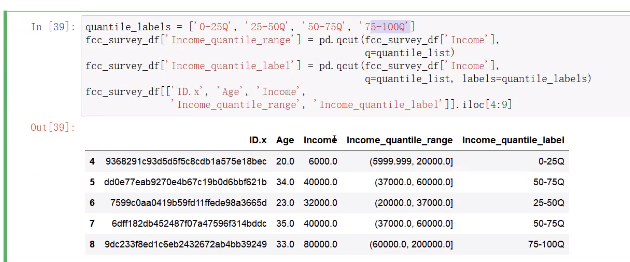 In [39]: quantile_labels = ['0-25Q', '25-50Q', '50-75Q', '75-100Q']
fcc_survey_df['Income_quantile_range'] = pd.qcut(fcc_survey_df['Income'],
q=quantile_list)
fcc_survey_df['Income_quantile_label'] = pd.qcut(fcc_survey_df['Income'],
q=quantile_list, labels=quantile_labels)
fcc_survey_df[['ID.x', 'Age', 'Income',
'Income_quantile_range', 'Income_quantile_label']].iloc[4:9]
Out[39]:
ID.x Age Income Income_quantile_range Income_quantile_label
4 9368291c93d5d5f5c8cdb1a575e18bec 20.0 6000.0 (5999.999, 20000.0] 0-25Q
5 dd0e77eab9270e4b67c19b0d6bbf621b 34.0 40000.0 (37000.0, 60000.0] 50-75Q
6 7599c0aa0419b59fd11ffede98a3665d 23.0 32000.0 (20000.0, 37000.0] 25-50Q
7 6dff182db452487f07a47596f314bddc 35.0 40000.0 (37000.0, 60000.0] 50-75Q
8 9dc233f8ed1c6eb2432672ab4bb39249 33.0 80000.0 (60000.0, 200000.0] 75-100Q